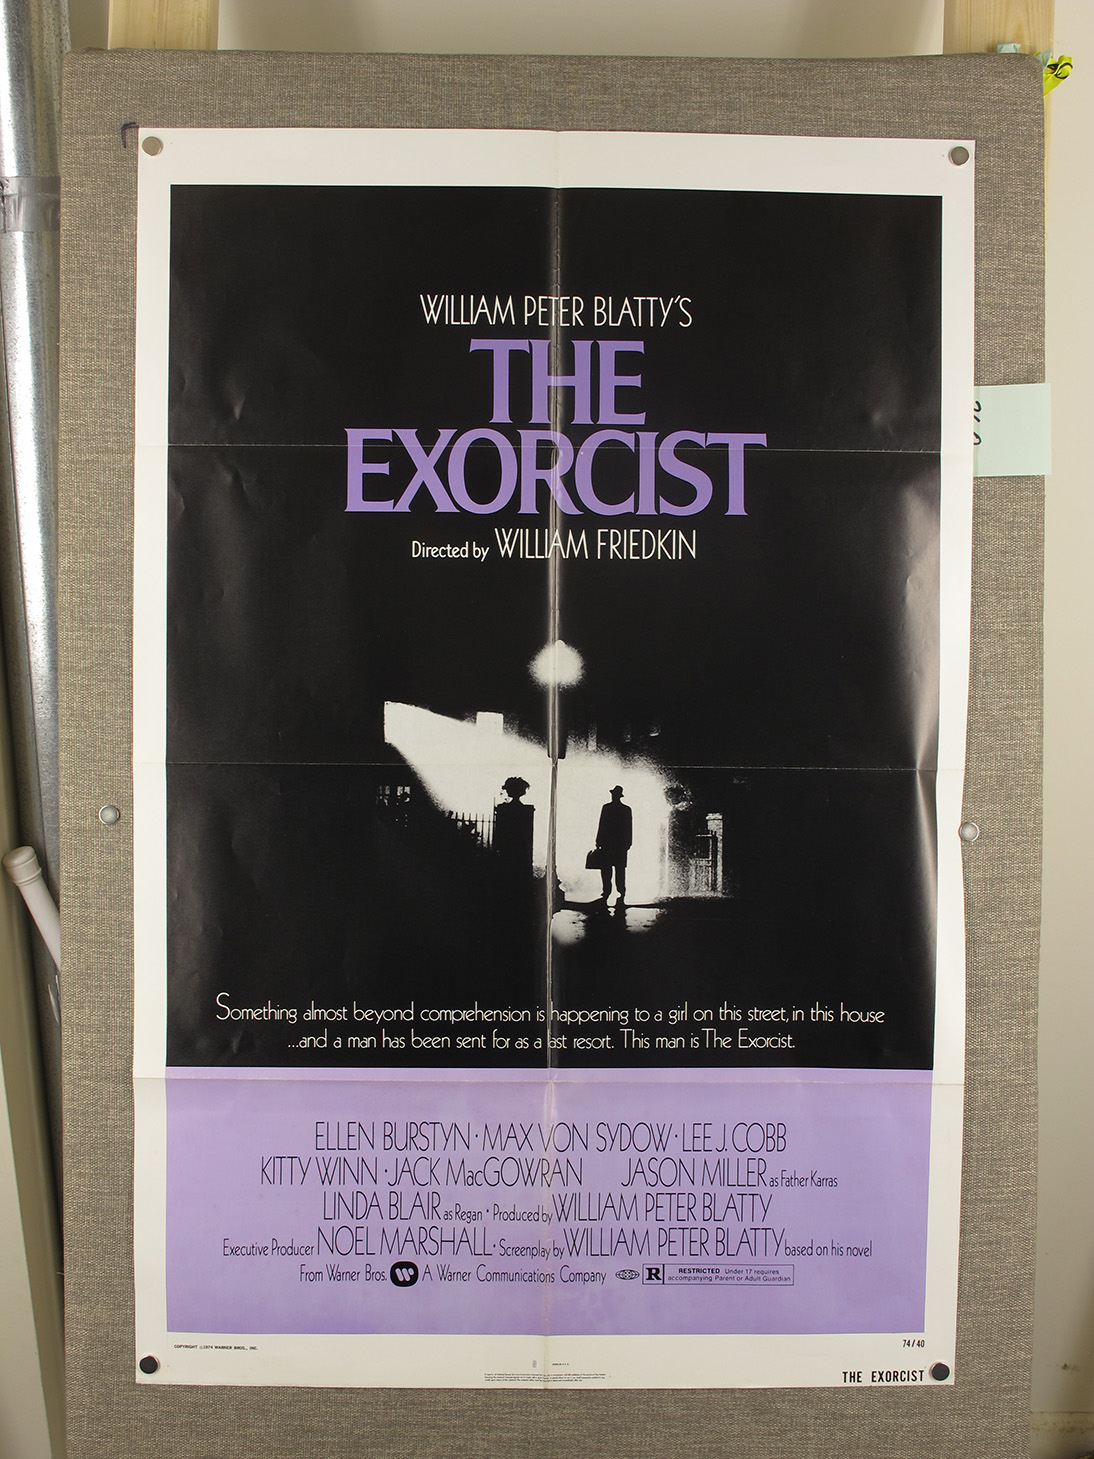 WILLIAM PETER BLATTY'S
THE
EXORCIST
Directed by WILLIAM FRIEDKIN
Something almost beyond comprehension is happening to a girl on this street, in this house
...and a man has been sent for as a last resort. This man is The Exorcist.
ELLEN BURSTYN · MAX VON SYDOW · LEE J. COBB
KITTY WINN · JACK MacGOWRAN JASON MILLER as Father Karras
LINDA BLAIR as Regan · Produced by WILLIAM PETER BLATTY
Executive Producer NOEL MARSHALL · Screenplay by WILLIAM PETER BLATTY based on his novel
From Warner Bros. A Warner Communications Company R RESTRICTED Under 17 requires
accompanying Parent or Adult Guardian
COPYRIGHT ©1974 WARNER BROS., INC.
74/40
THE EXORCIST